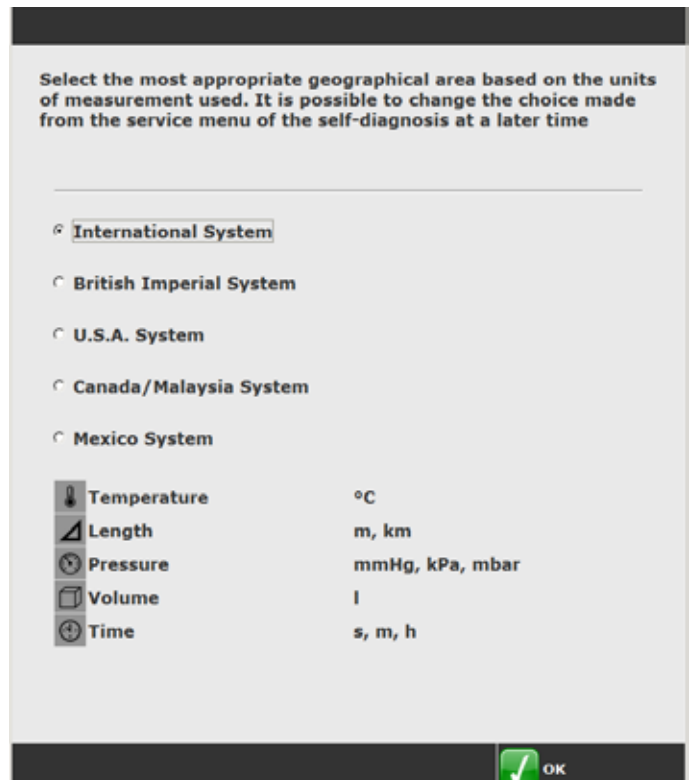 Select the most appropriate geographical area based on the units
of measurement used. It is possible to change the choice made
from the service menu of the self-diagnosis at a later time
International System
British Imperial System
U.S.A. System
Canada/Malaysia System
Mexico System
Temperature ºC
Length m, km
Pressure mmHg, kPa, mbar
Volume l
Time s, m, h
OK